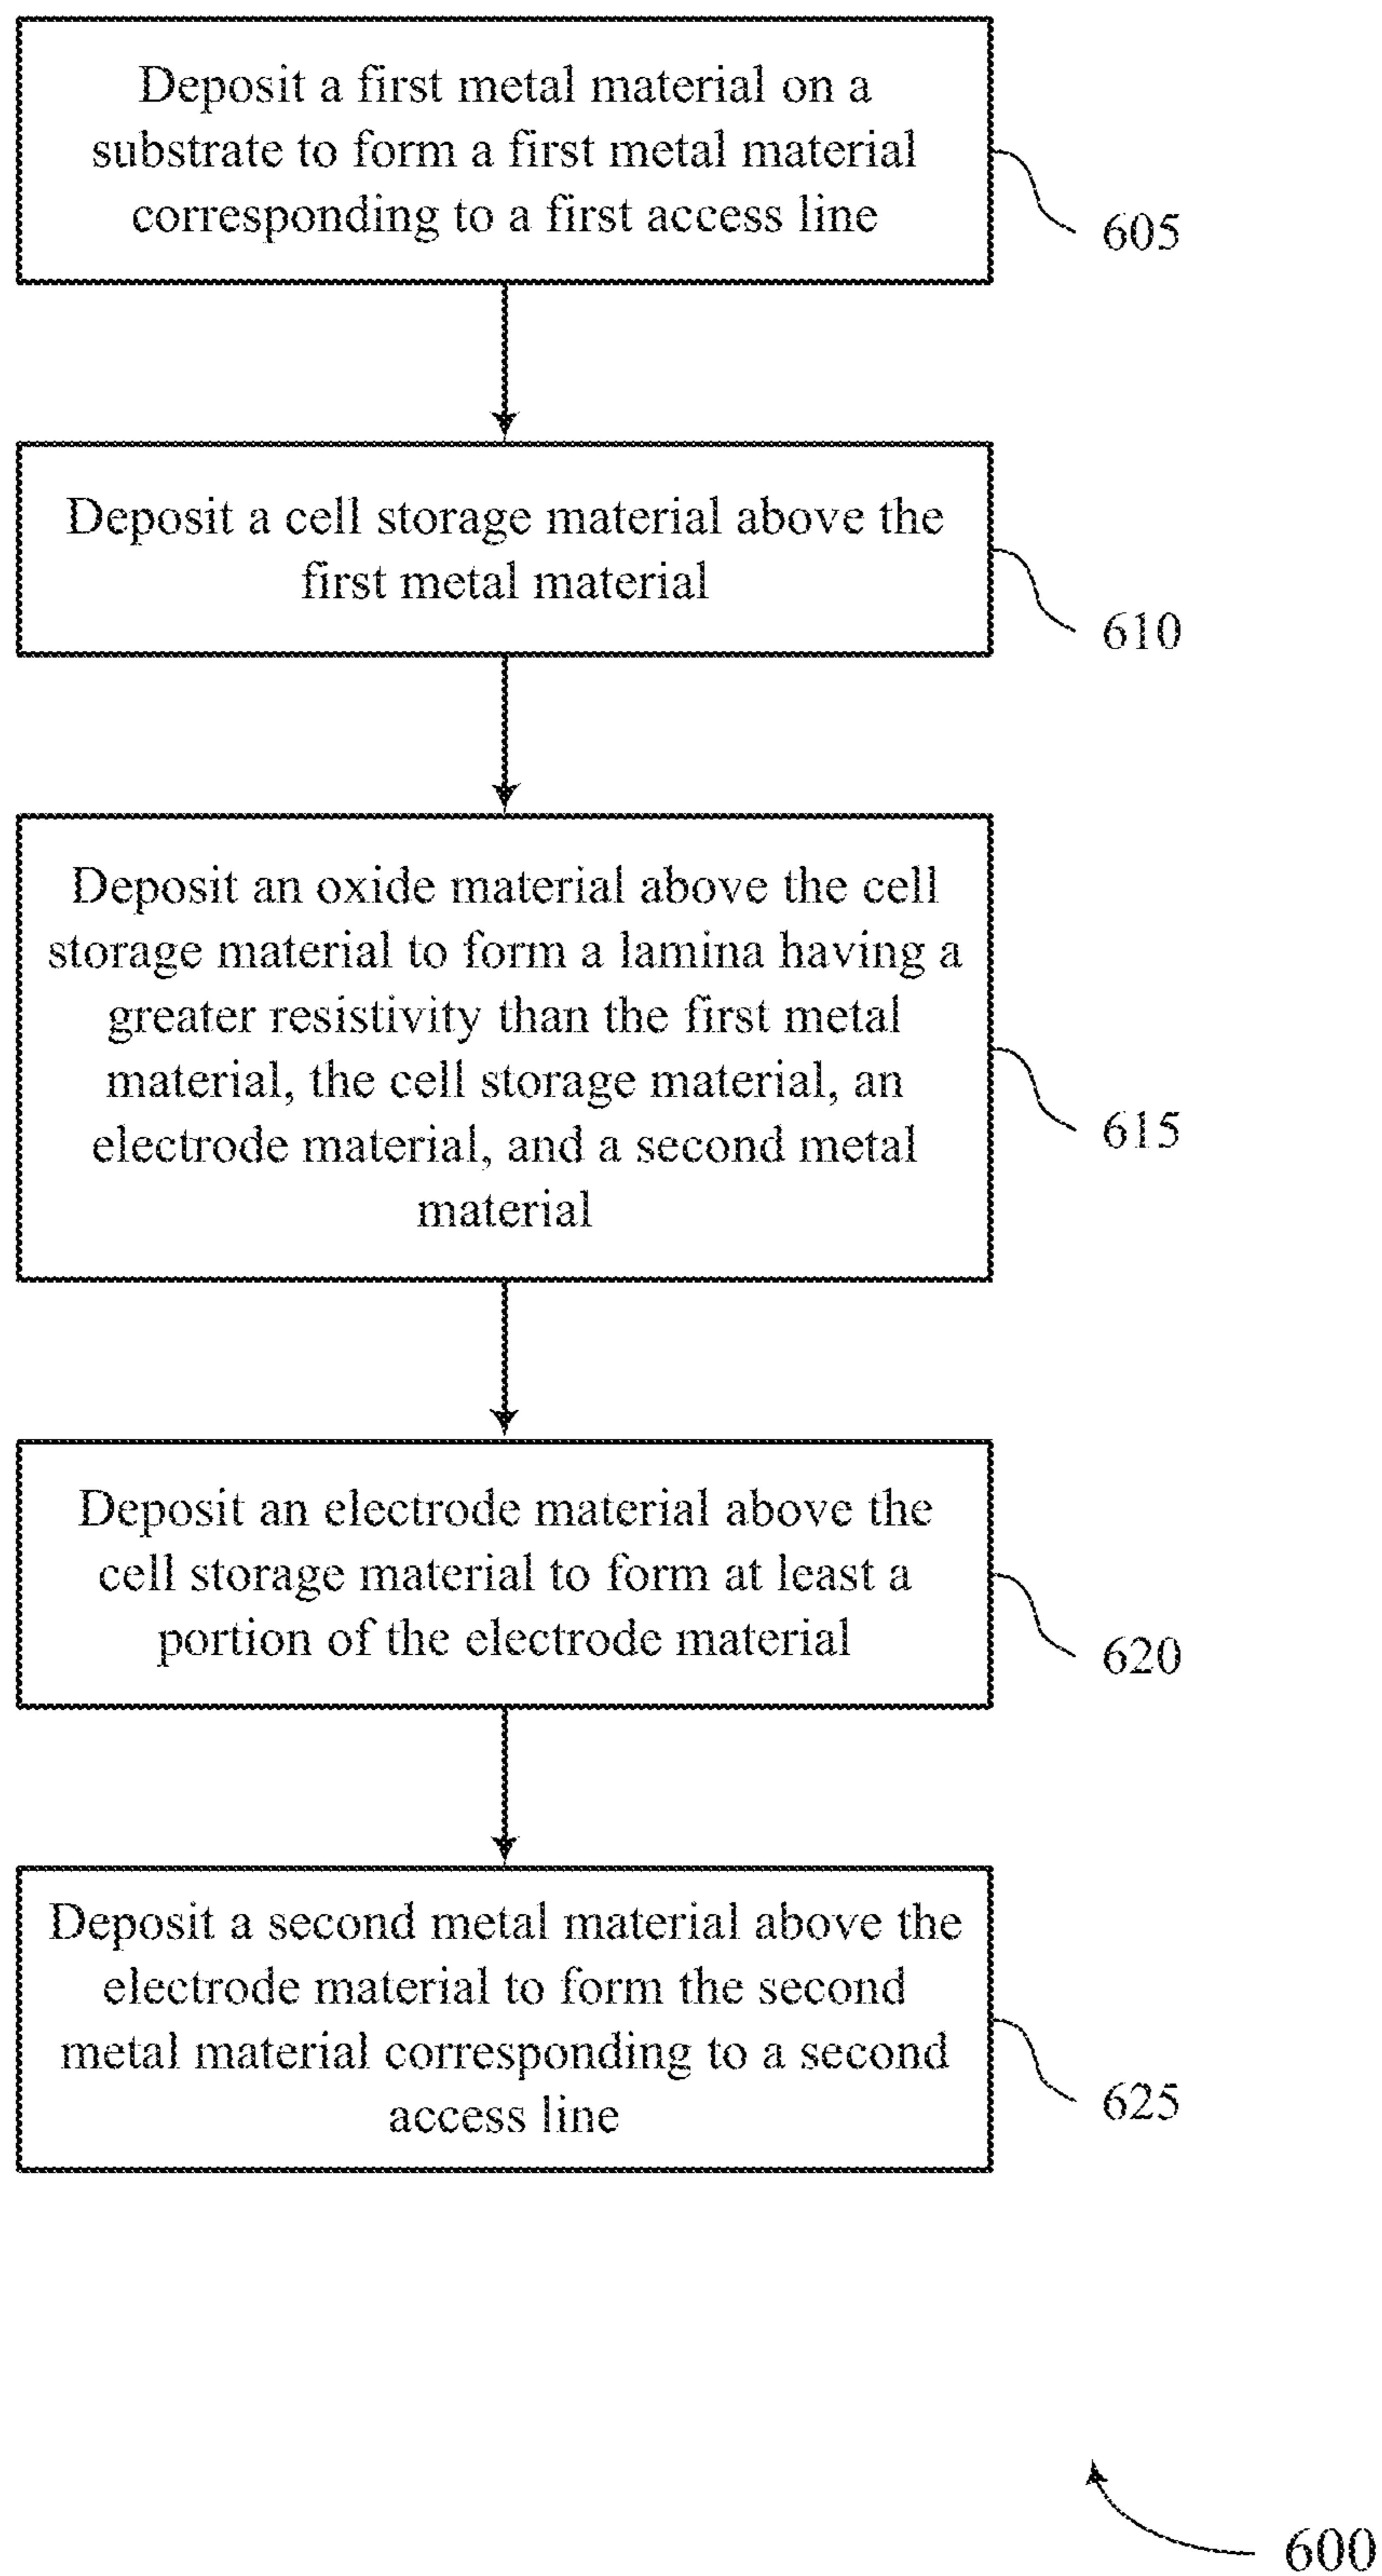 Deposit a first metal material on a
substrate to form a first metal material
corresponding to a first access line
605
Deposit a cell storage material above the
first metal material
610
Deposit an oxide material above the cell
storage material to form a lamina having a
greater resistivity than the first metal
material, the cell storage material, an
electrode material, and a second metal
material
615
Deposit an electrode material above the
cell storage material to form at least a
portion of the electrode material
620
Deposit a second metal material above the
electrode material to form the second
metal material corresponding to a second
access line
625
600